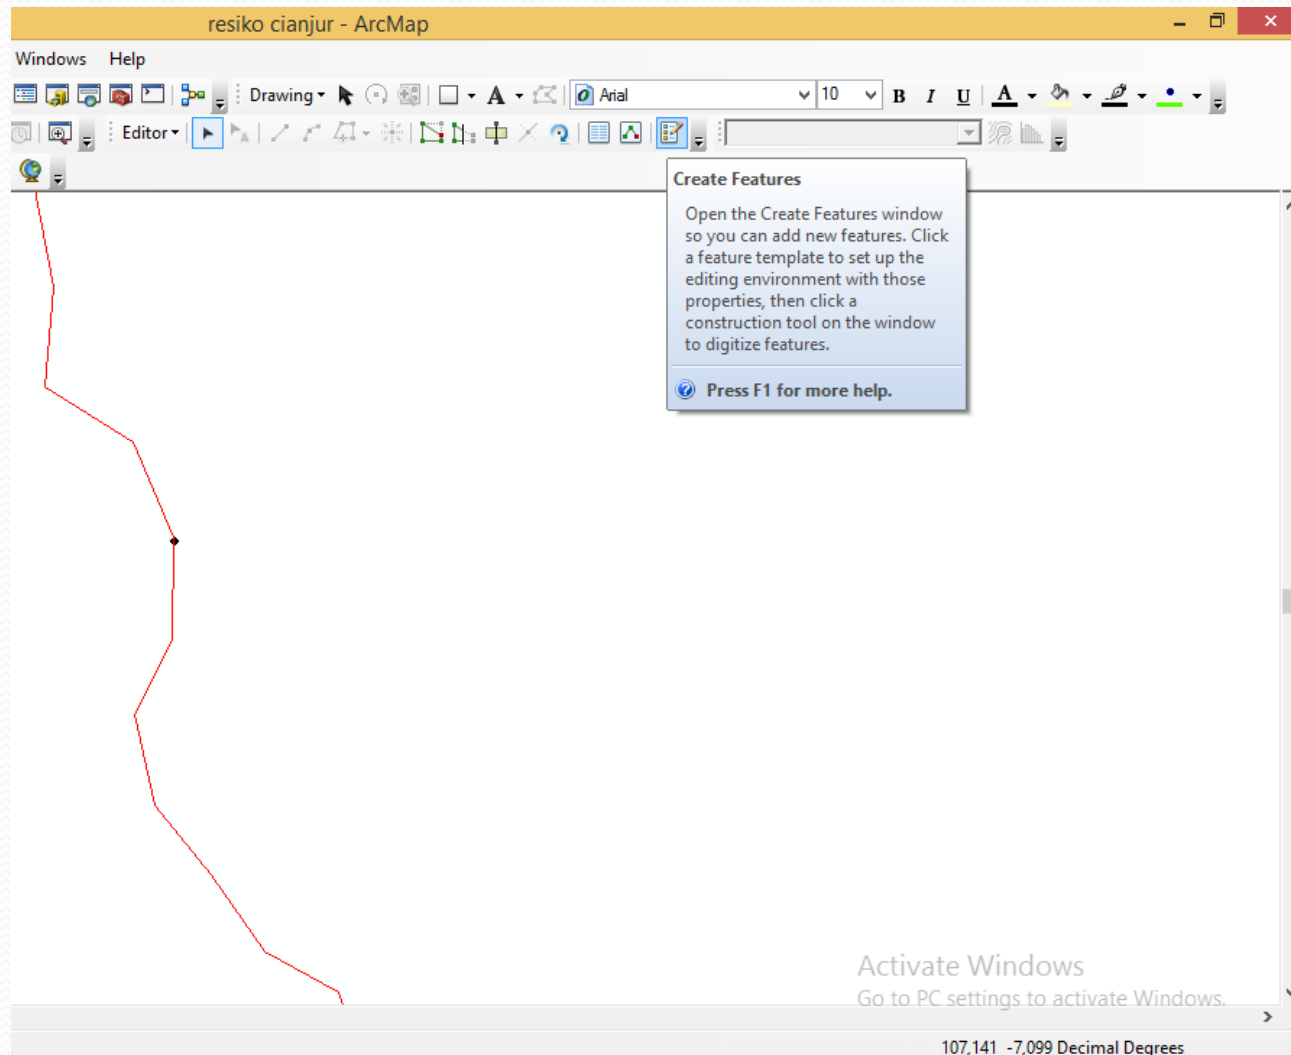 resiko cianjur - ArcMap
Windows Help
Drawing A Arial 10 B I U A
Editor
Create Features
Open the Create Features window
so you can add new features. Click
a feature template to set up the
editing environment with those
properties, then click a
construction tool on the window
to digitize features.
Press F1 for more help.
Activate Windows
Go to PC settings to activate Windows.
107,141 -7,099 Decimal Degrees